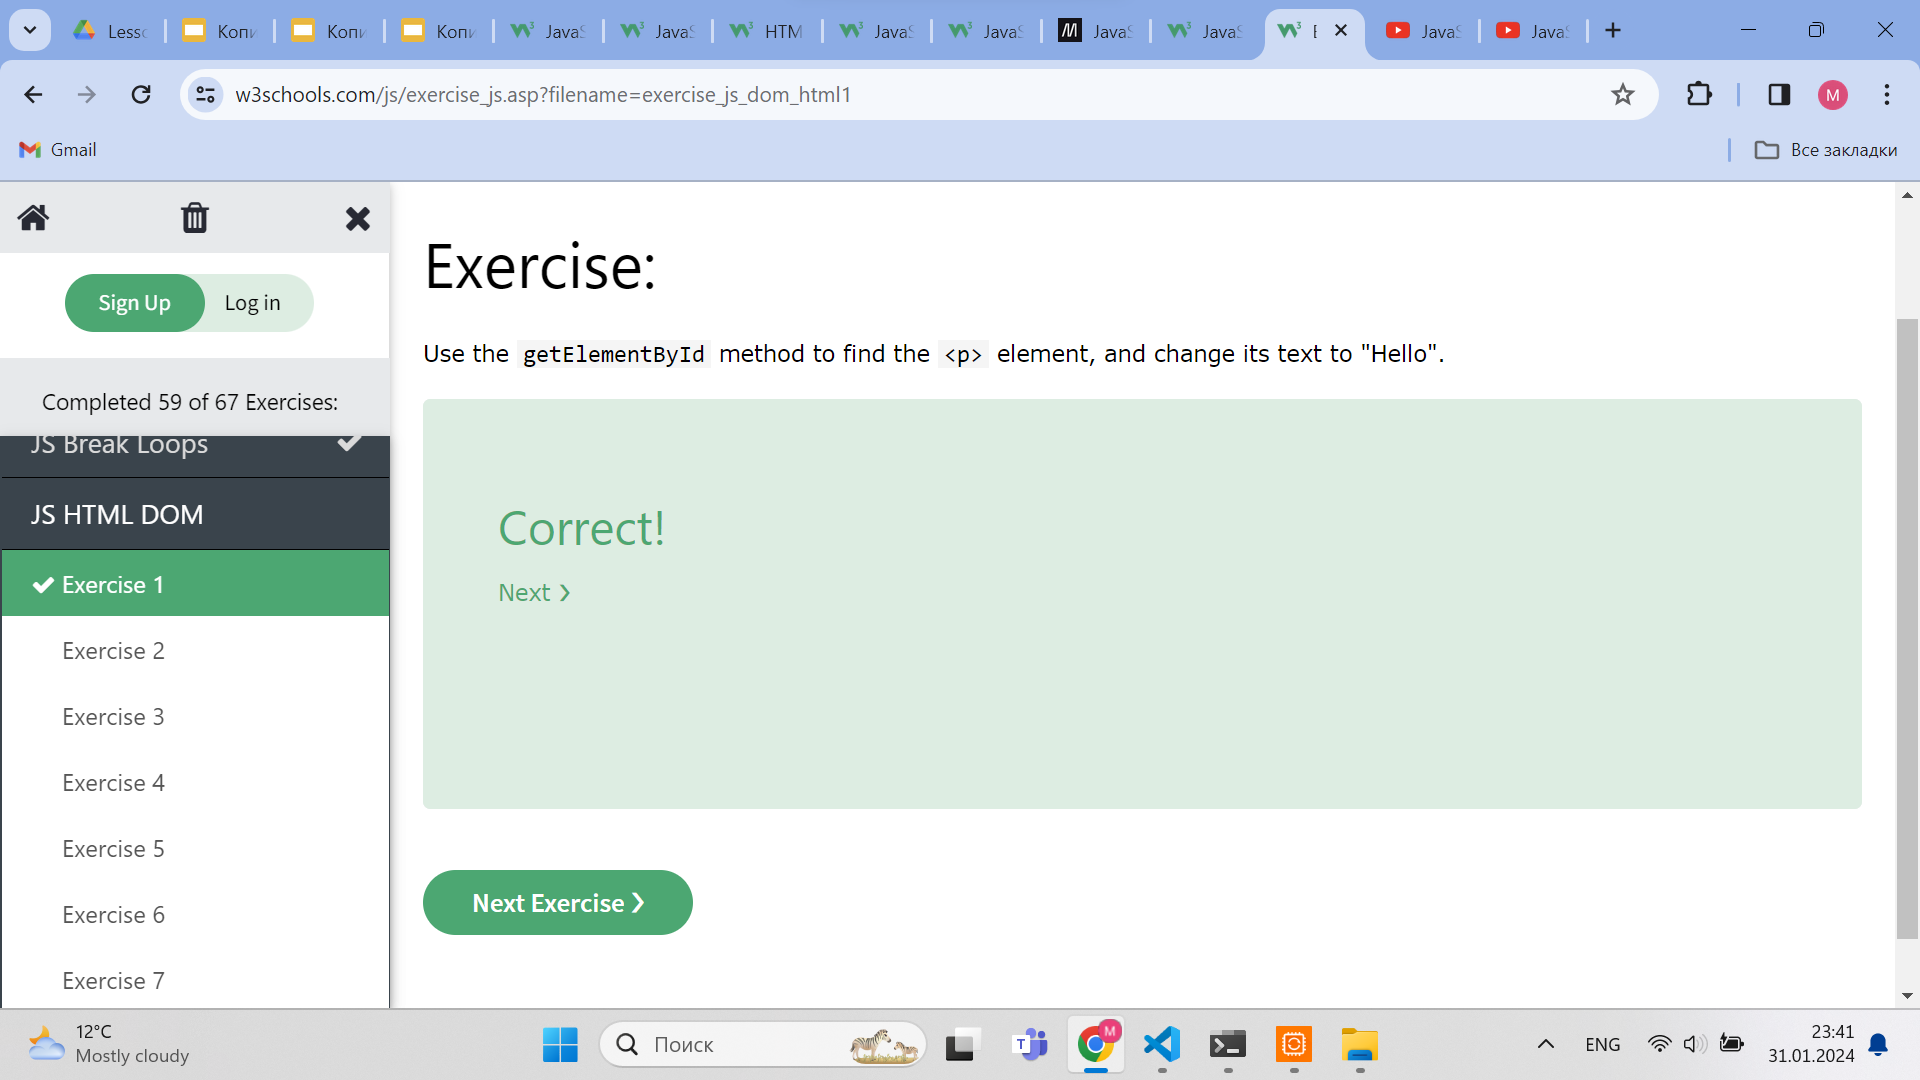 Lessc
Копи
Копи
Копи
JavaS
JavaS
HTM
JavaS
JavaS
JavaS
JavaS
E
JavaS
JavaS
w3schools.com/js/exercise_js.asp?filename=exercise_js_dom_html1
M
Gmail
Все закладки
Sign Up
Log in
Completed 59 of 67 Exercises:
JS Break Loops
JS HTML DOM
Exercise 1
Exercise 2
Exercise 3
Exercise 4
Exercise 5
Exercise 6
Exercise 7
Exercise:
Use the getElementById method to find the <p> element, and change its text to "Hello".
Correct!
Next ❯
Next Exercise ❯
12°C
Mostly cloudy
Поиск
T
M
ENG
23:41
31.01.2024